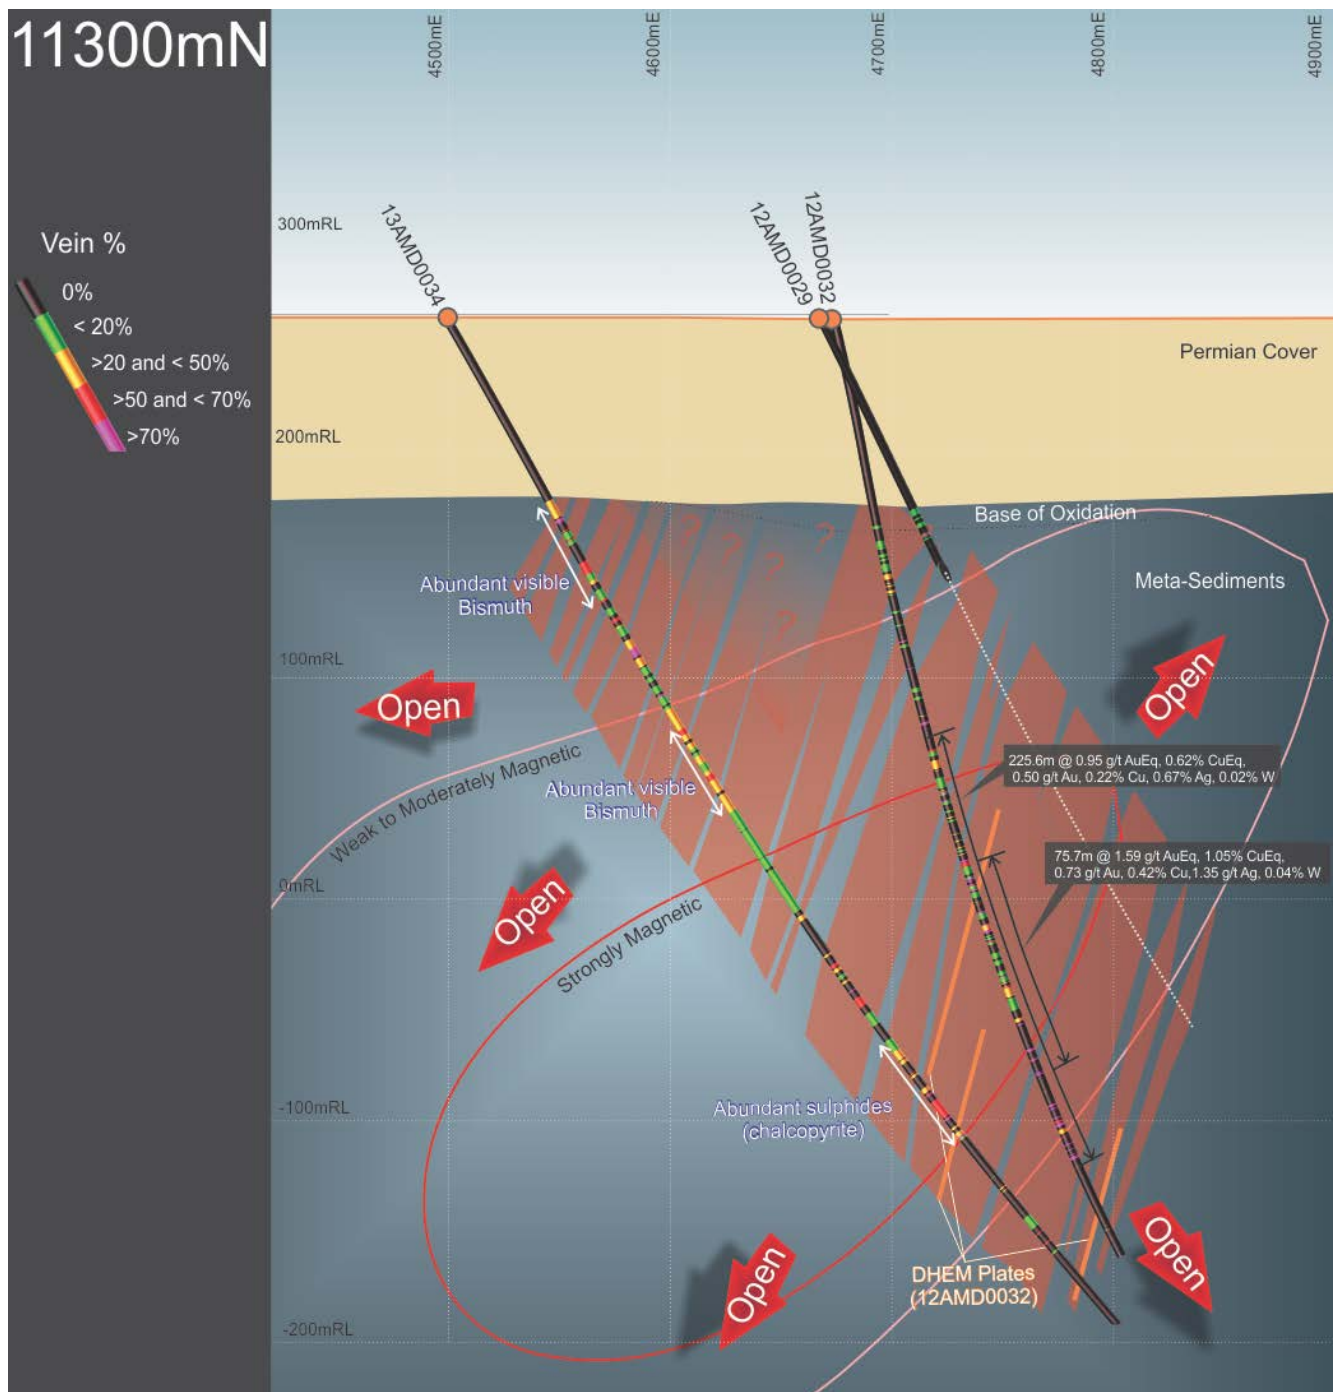 11300mN
4500mE
4600mE
4700mE
4800mE
4900mE
300mRL
13AMD0034
12AMD0029
12AMD0032
Vein %
0%
< 20%
>20 and < 50%
>50 and < 70%
>70%
Permian Cover
200mRL
Base of Oxidation
? ? ? ?
?
Abundant visible
Bismuth
Meta-Sediments
100mRL
Open
Open
Weak to Moderately Magnetic
225.6m @ 0.95 g/t AuEq, 0.62% CuEq,
0.50 g/t Au, 0.22% Cu, 0.67% Ag, 0.02% W
Abundant visible
Bismuth
75.7m @ 1.59 g/t AuEq, 1.05% CuEq,
0.73 g/t Au, 0.42% Cu,1.35 g/t Ag, 0.04% W
0mRL
Open
Strongly Magnetic
-100mRL
Abundant sulphides
(chalcopyrite)
Open
Open
DHEM Plates
(12AMD0032)
-200mRL